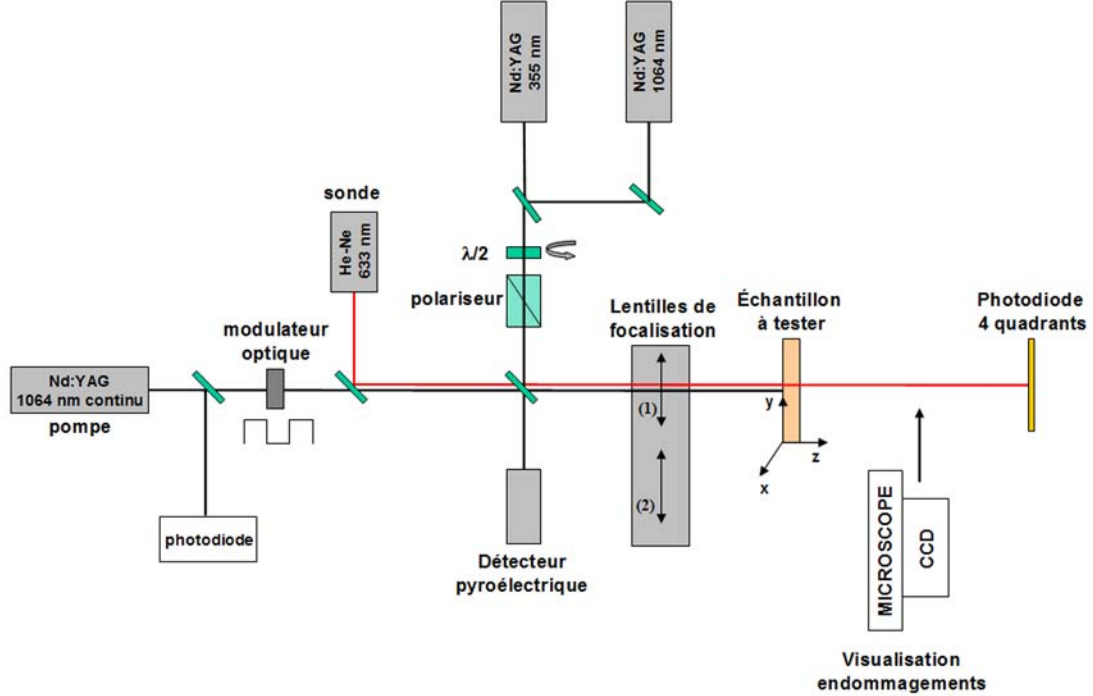 Nd:YAG
355 nm
Nd:YAG
1064 nm
sonde
He-Ne
633 nm
λ/2
polariseur
modulateur
optique
Lentilles de
focalisation
Échantillon
à tester
Photodiode
4 quadrants
Nd:YAG
1064 nm continu
pompe
(1)
y
z
x
(2)
photodiode
Détecteur
pyroélectrique
MICROSCOPE
CCD
Visualisation
endommagements